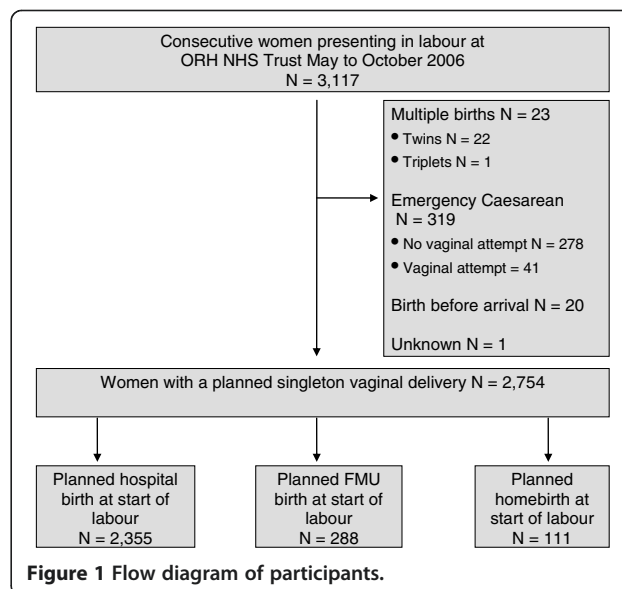 Consecutive women presenting in labour at
ORH NHS Trust May to October 2006
N = 3,117
Multiple births N = 23
• Twins N = 22
• Triplets N = 1
Emergency Caesarean
N = 319
• No vaginal attempt N = 278
• Vaginal attempt = 41
Birth before arrival N = 20
Unknown N = 1
Women with a planned singleton vaginal delivery N = 2,754
Planned hospital
birth at start of
labour
N = 2,355
Planned FMU
birth at start of
labour
N = 288
Planned
homebirth at
start of labour
N = 111
Figure 1 Flow diagram of participants.